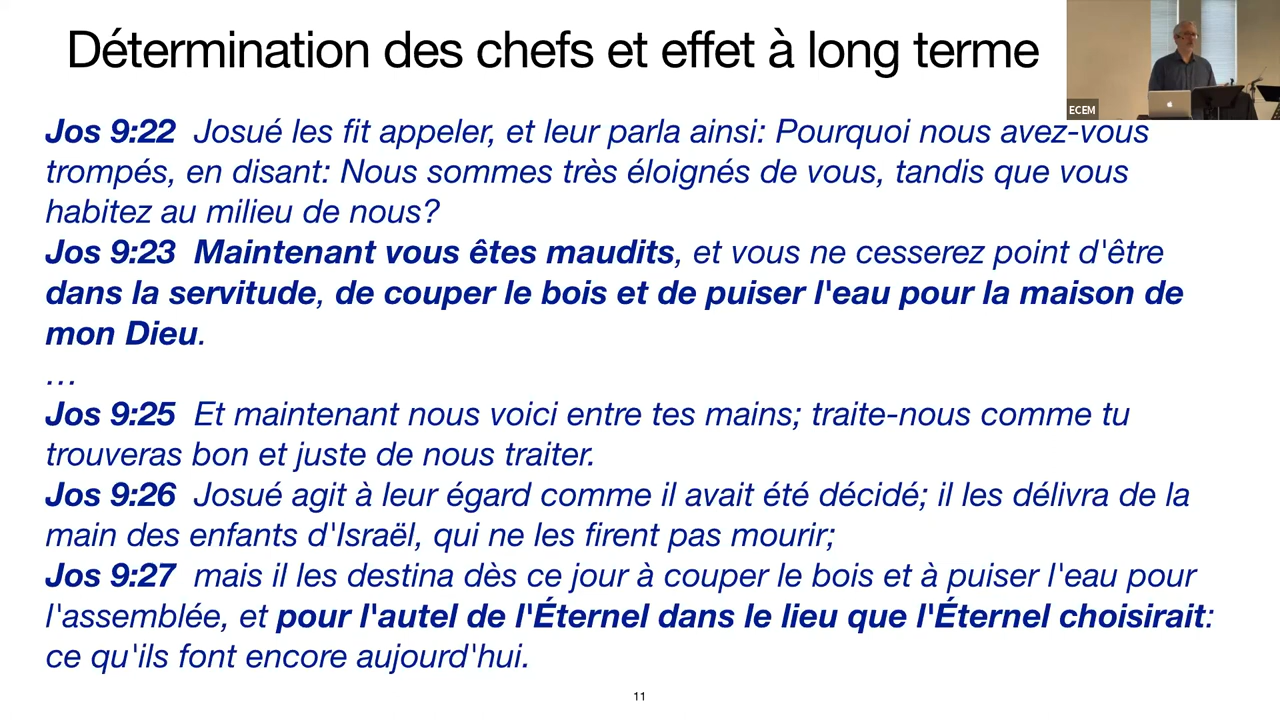 Détermination des chefs et effet à long terme
ECEM
Jos 9:22 Josué les fit appeler, et leur parla ainsi: Pourquoi nous avez-vous
trompés, en disant: Nous sommes très éloignés de vous, tandis que vous
habitez au milieu de nous?
Jos 9:23 Maintenant vous êtes maudits, et vous ne cesserez point d'être
dans la servitude, de couper le bois et de puiser l'eau pour la maison de
mon Dieu.
…
Jos 9:25 Et maintenant nous voici entre tes mains; traite-nous comme tu
trouveras bon et juste de nous traiter.
Jos 9:26 Josué agit à leur égard comme il avait été décidé; il les délivra de la
main des enfants d'Israël, qui ne les firent pas mourir;
Jos 9:27 mais il les destina dès ce jour à couper le bois et à puiser l'eau pour
l'assemblée, et pour l'autel de l'Éternel dans le lieu que l'Éternel choisirait:
ce qu'ils font encore aujourd'hui.
11